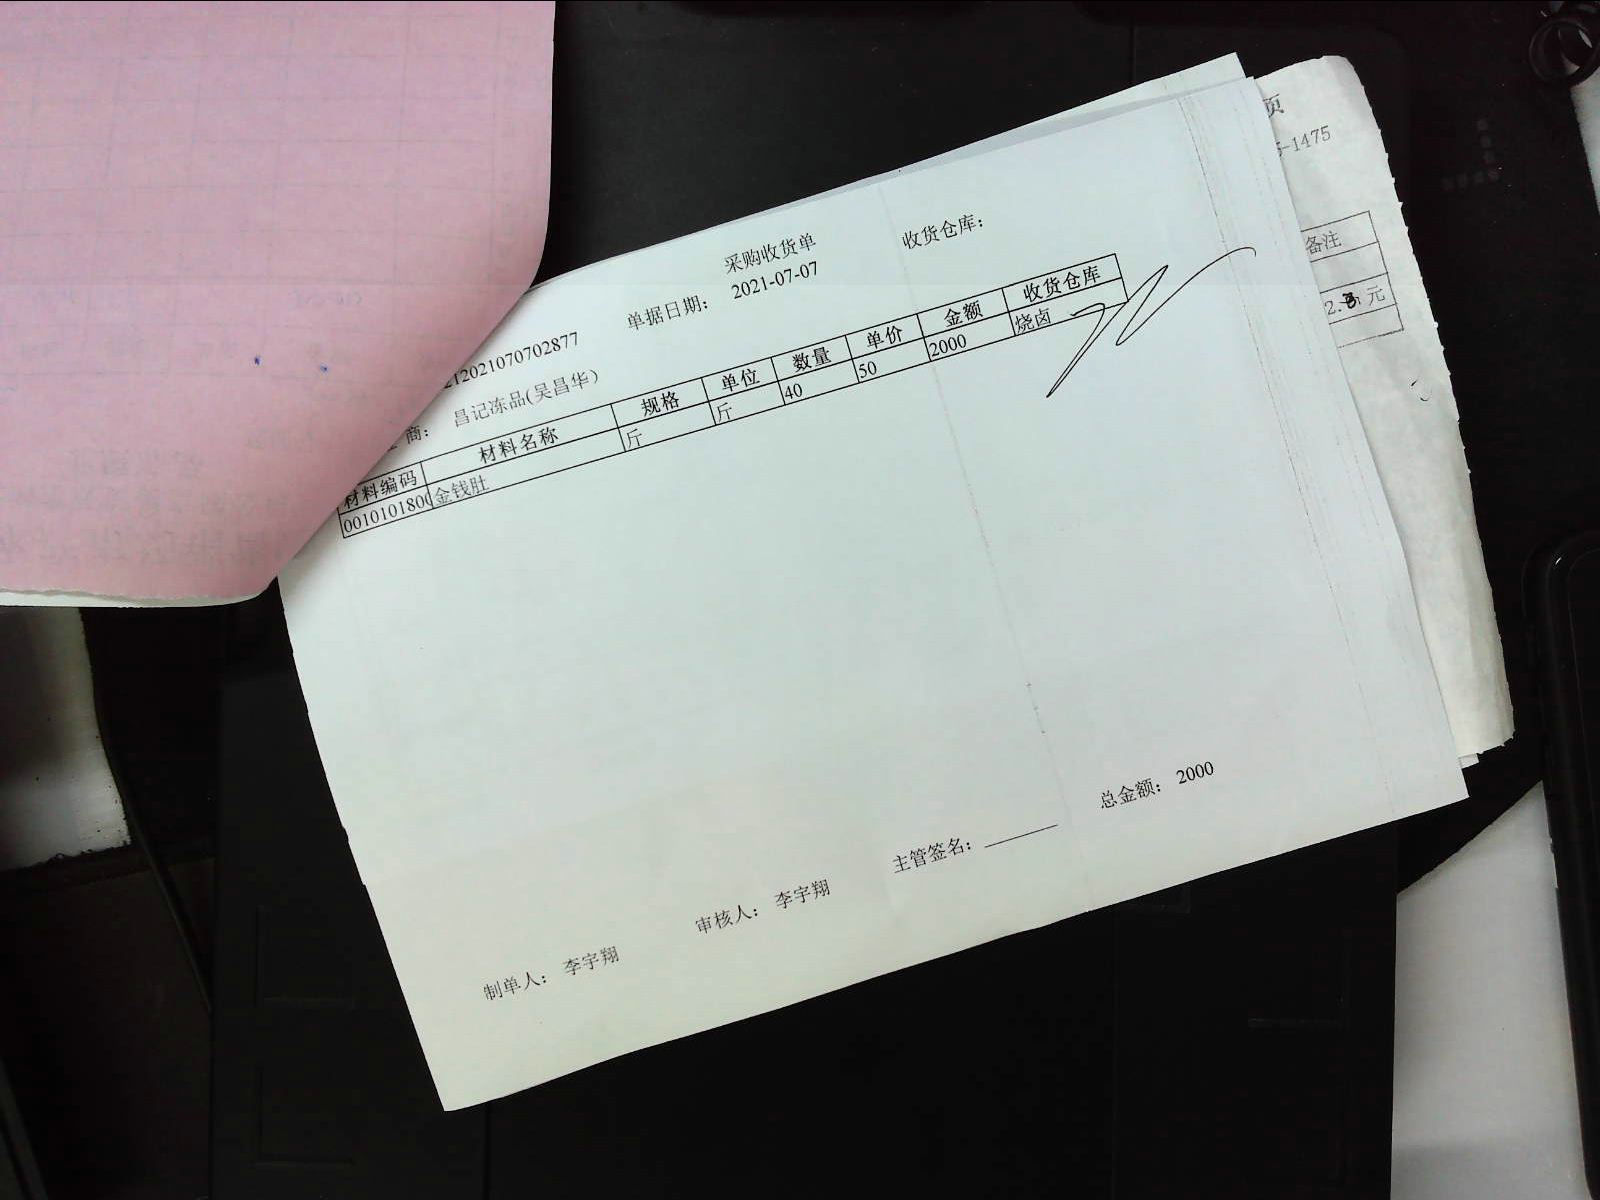 采购收货单
收货仓库：
单据日期： 2021-07-07
2021070702877
商： 昌记冻品(吴昌华）
材料编码 材料名称 规格 单位 数量 单价 金额 收货仓库
0010101800 金钱肚 斤 斤 40 50 2000 烧卤
总金额： 2000
制单人： 李宇翔 审核人： 李宇翔 主管签名：
页
-1475
备注
元